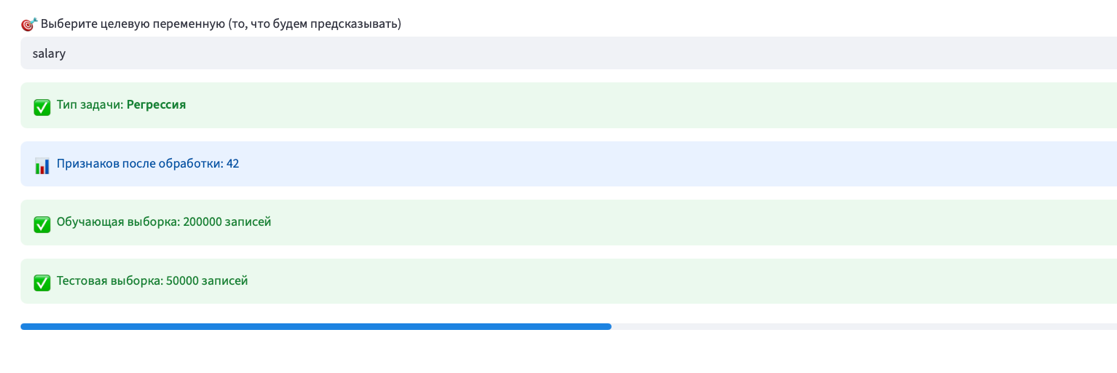 🎯 Выберите целевую переменную (то, что будем предсказывать)
salary
✅ Тип задачи: Регрессия
📊 Признаков после обработки: 42
✅ Обучающая выборка: 200000 записей
✅ Тестовая выборка: 50000 записей